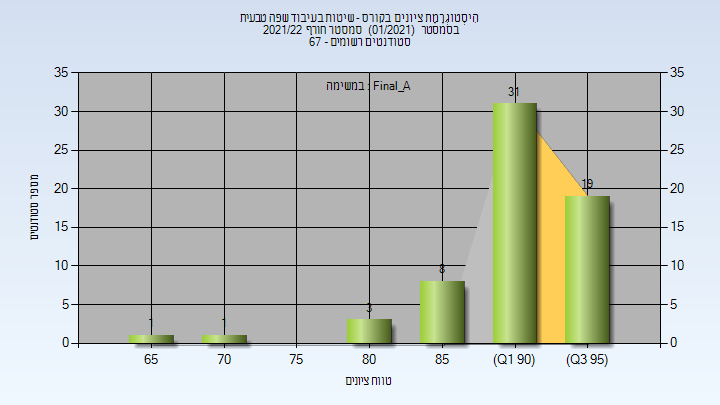 היסטוגרמת ציונים בקורס - שיטות בעיבוד שפה טבעית
בסמסטר (01/2021) סמסטר חורף 2021/22
סטודנטים רשומים - 67
במשימה : Final_A
מספר סטודנטים
35 35
30 30
25 25
20 20
15 15
10 10
5 5
0 0
1 1 3 8 31 19
65 70 75 80 85 (Q1 90) (Q3 95)
טווח ציונים